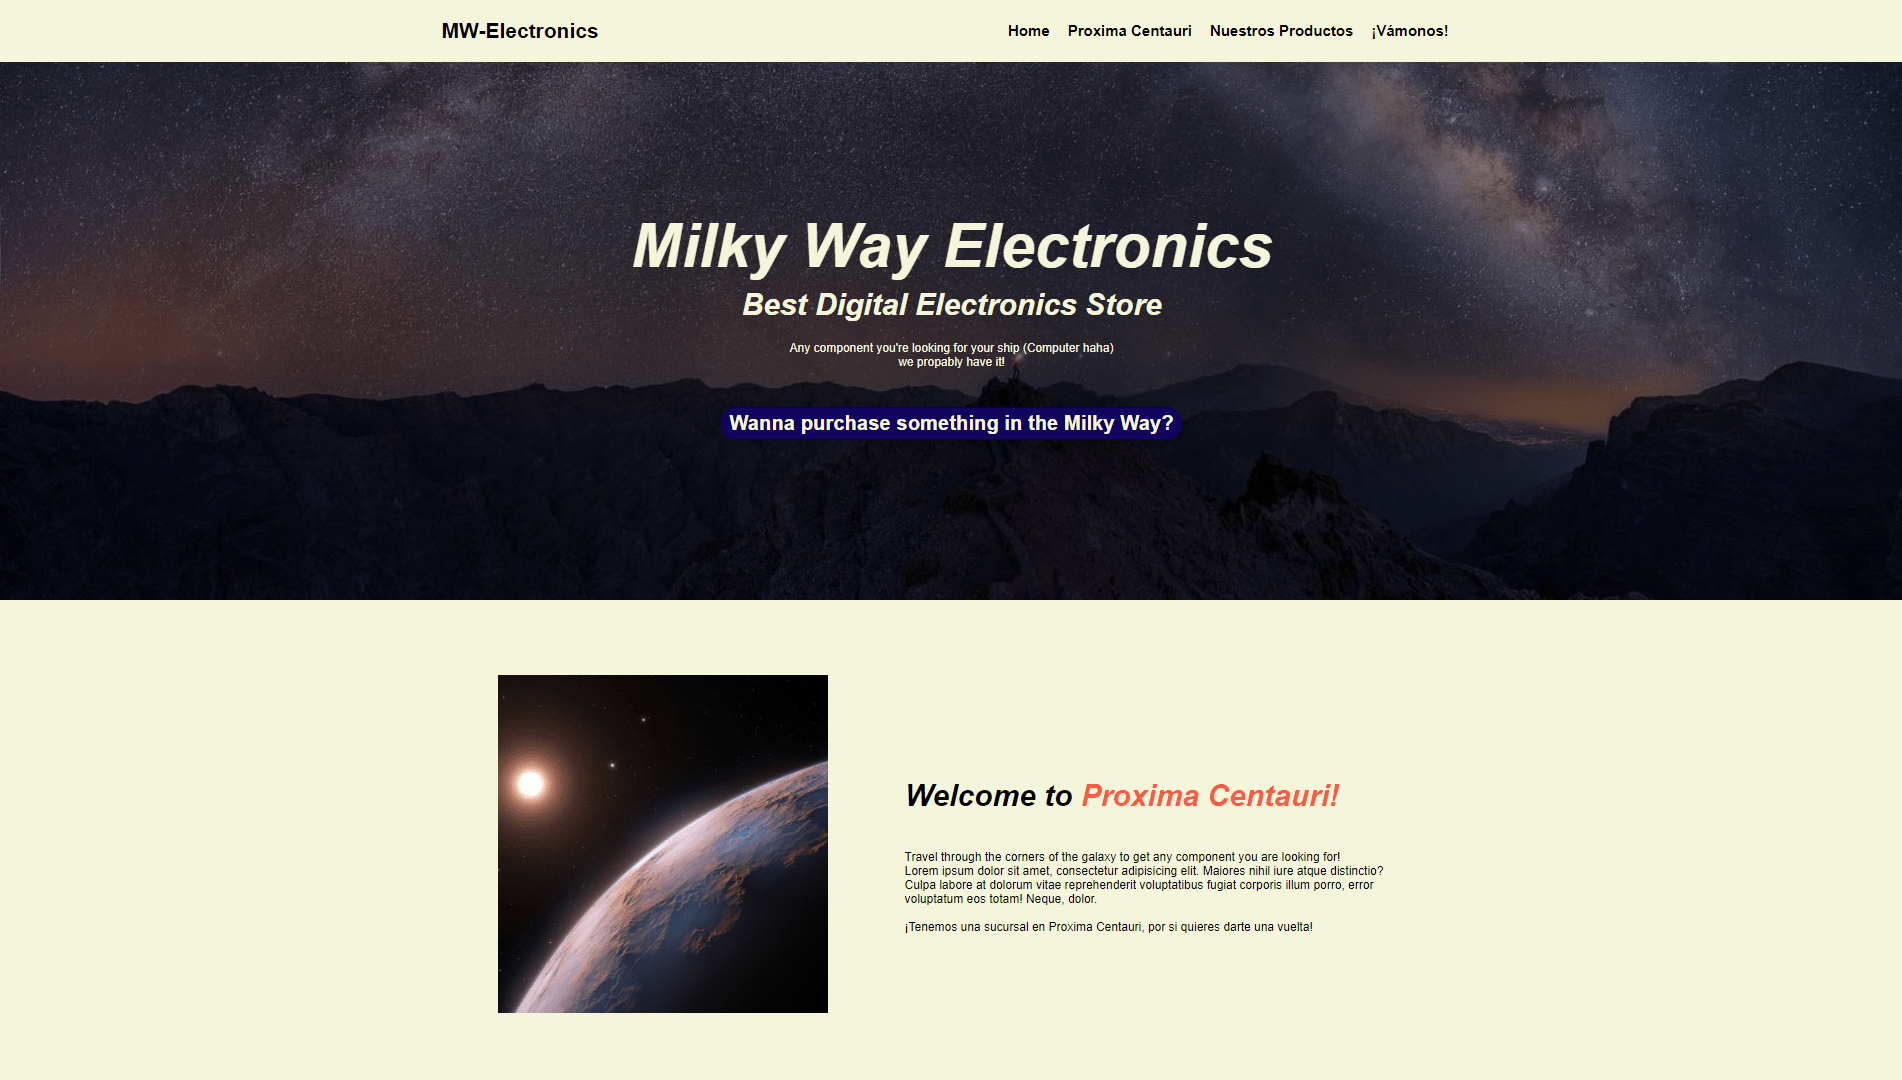 MW-Electronics
Home Proxima Centauri Nuestros Productos ¡Vámonos!
Milky Way Electronics
Best Digital Electronics Store
Any component you're looking for your ship (Computer haha)
we propably have it!
Wanna purchase something in the Milky Way?
Welcome to Proxima Centauri!
Travel through the corners of the galaxy to get any component you are looking for!
Lorem ipsum dolor sit amet, consectetur adipisicing elit. Maiores nihil iure atque distinctio?
Culpa labore at dolorum vitae reprehenderit voluptatibus fugiat corporis illum porro, error
voluptatum eos totam! Neque, dolor.
¡Tenemos una sucursal en Proxima Centauri, por si quieres darte una vuelta!